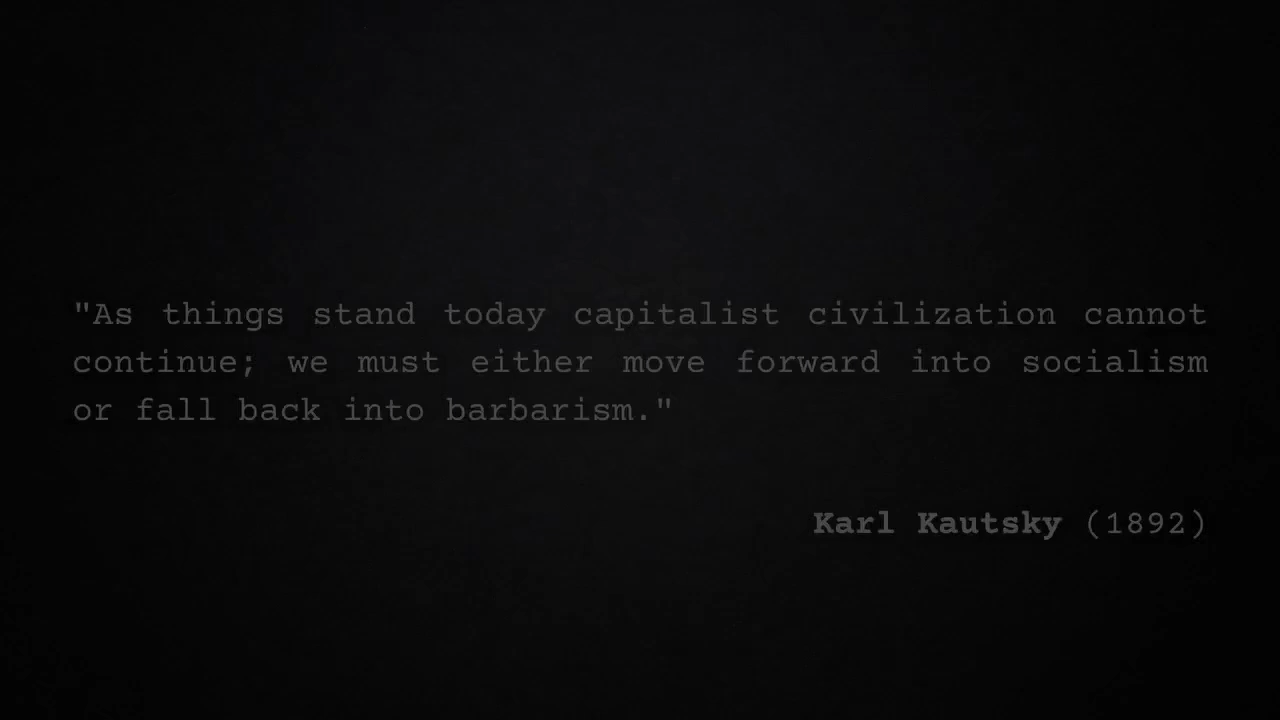 "As things stand today capitalist civilization cannot
continue; we must either move forward into socialism
or fall back into barbarism."
Karl Kautsky (1892)